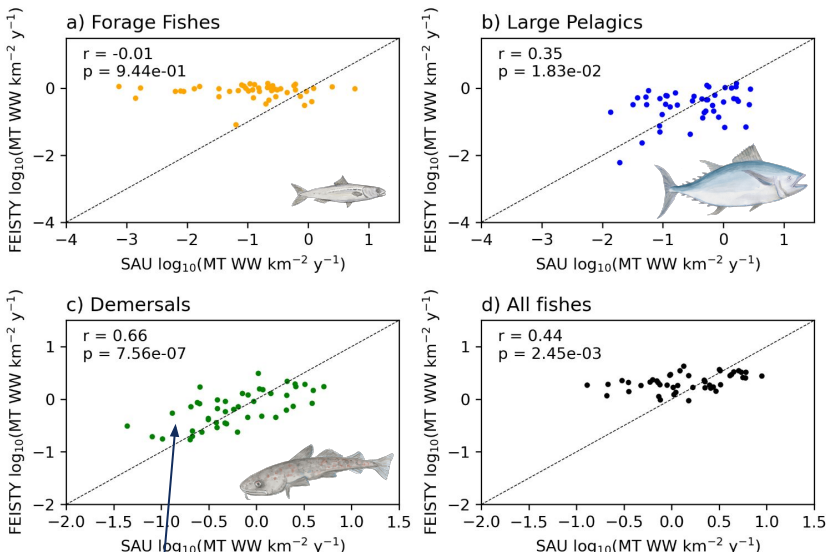 a) Forage Fishes
r = -0.01
p = 9.44e-01
FEISTY log₁₀(MT WW km⁻² y⁻¹)
0
−2
−4
−4 −3 −2 −1 0 1
SAU log₁₀(MT WW km⁻² y⁻¹)
b) Large Pelagics
r = 0.35
p = 1.83e-02
FEISTY log₁₀(MT WW km⁻² y⁻¹)
0
−2
−4
−4 −3 −2 −1 0 1
SAU log₁₀(MT WW km⁻² y⁻¹)
c) Demersals
r = 0.66
p = 7.56e-07
FEISTY log₁₀(MT WW km⁻² y⁻¹)
1
0
−1
−2
−2.0 −1.5 −1.0 −0.5 0.0 0.5 1.0 1.5
SAU log₁₀(MT WW km⁻² y⁻¹)
d) All fishes
r = 0.44
p = 2.45e-03
FEISTY log₁₀(MT WW km⁻² y⁻¹)
1
0
−1
−2
−2.0 −1.5 −1.0 −0.5 0.0 0.5 1.0 1.5
SAU log₁₀(MT WW km⁻² y⁻¹)